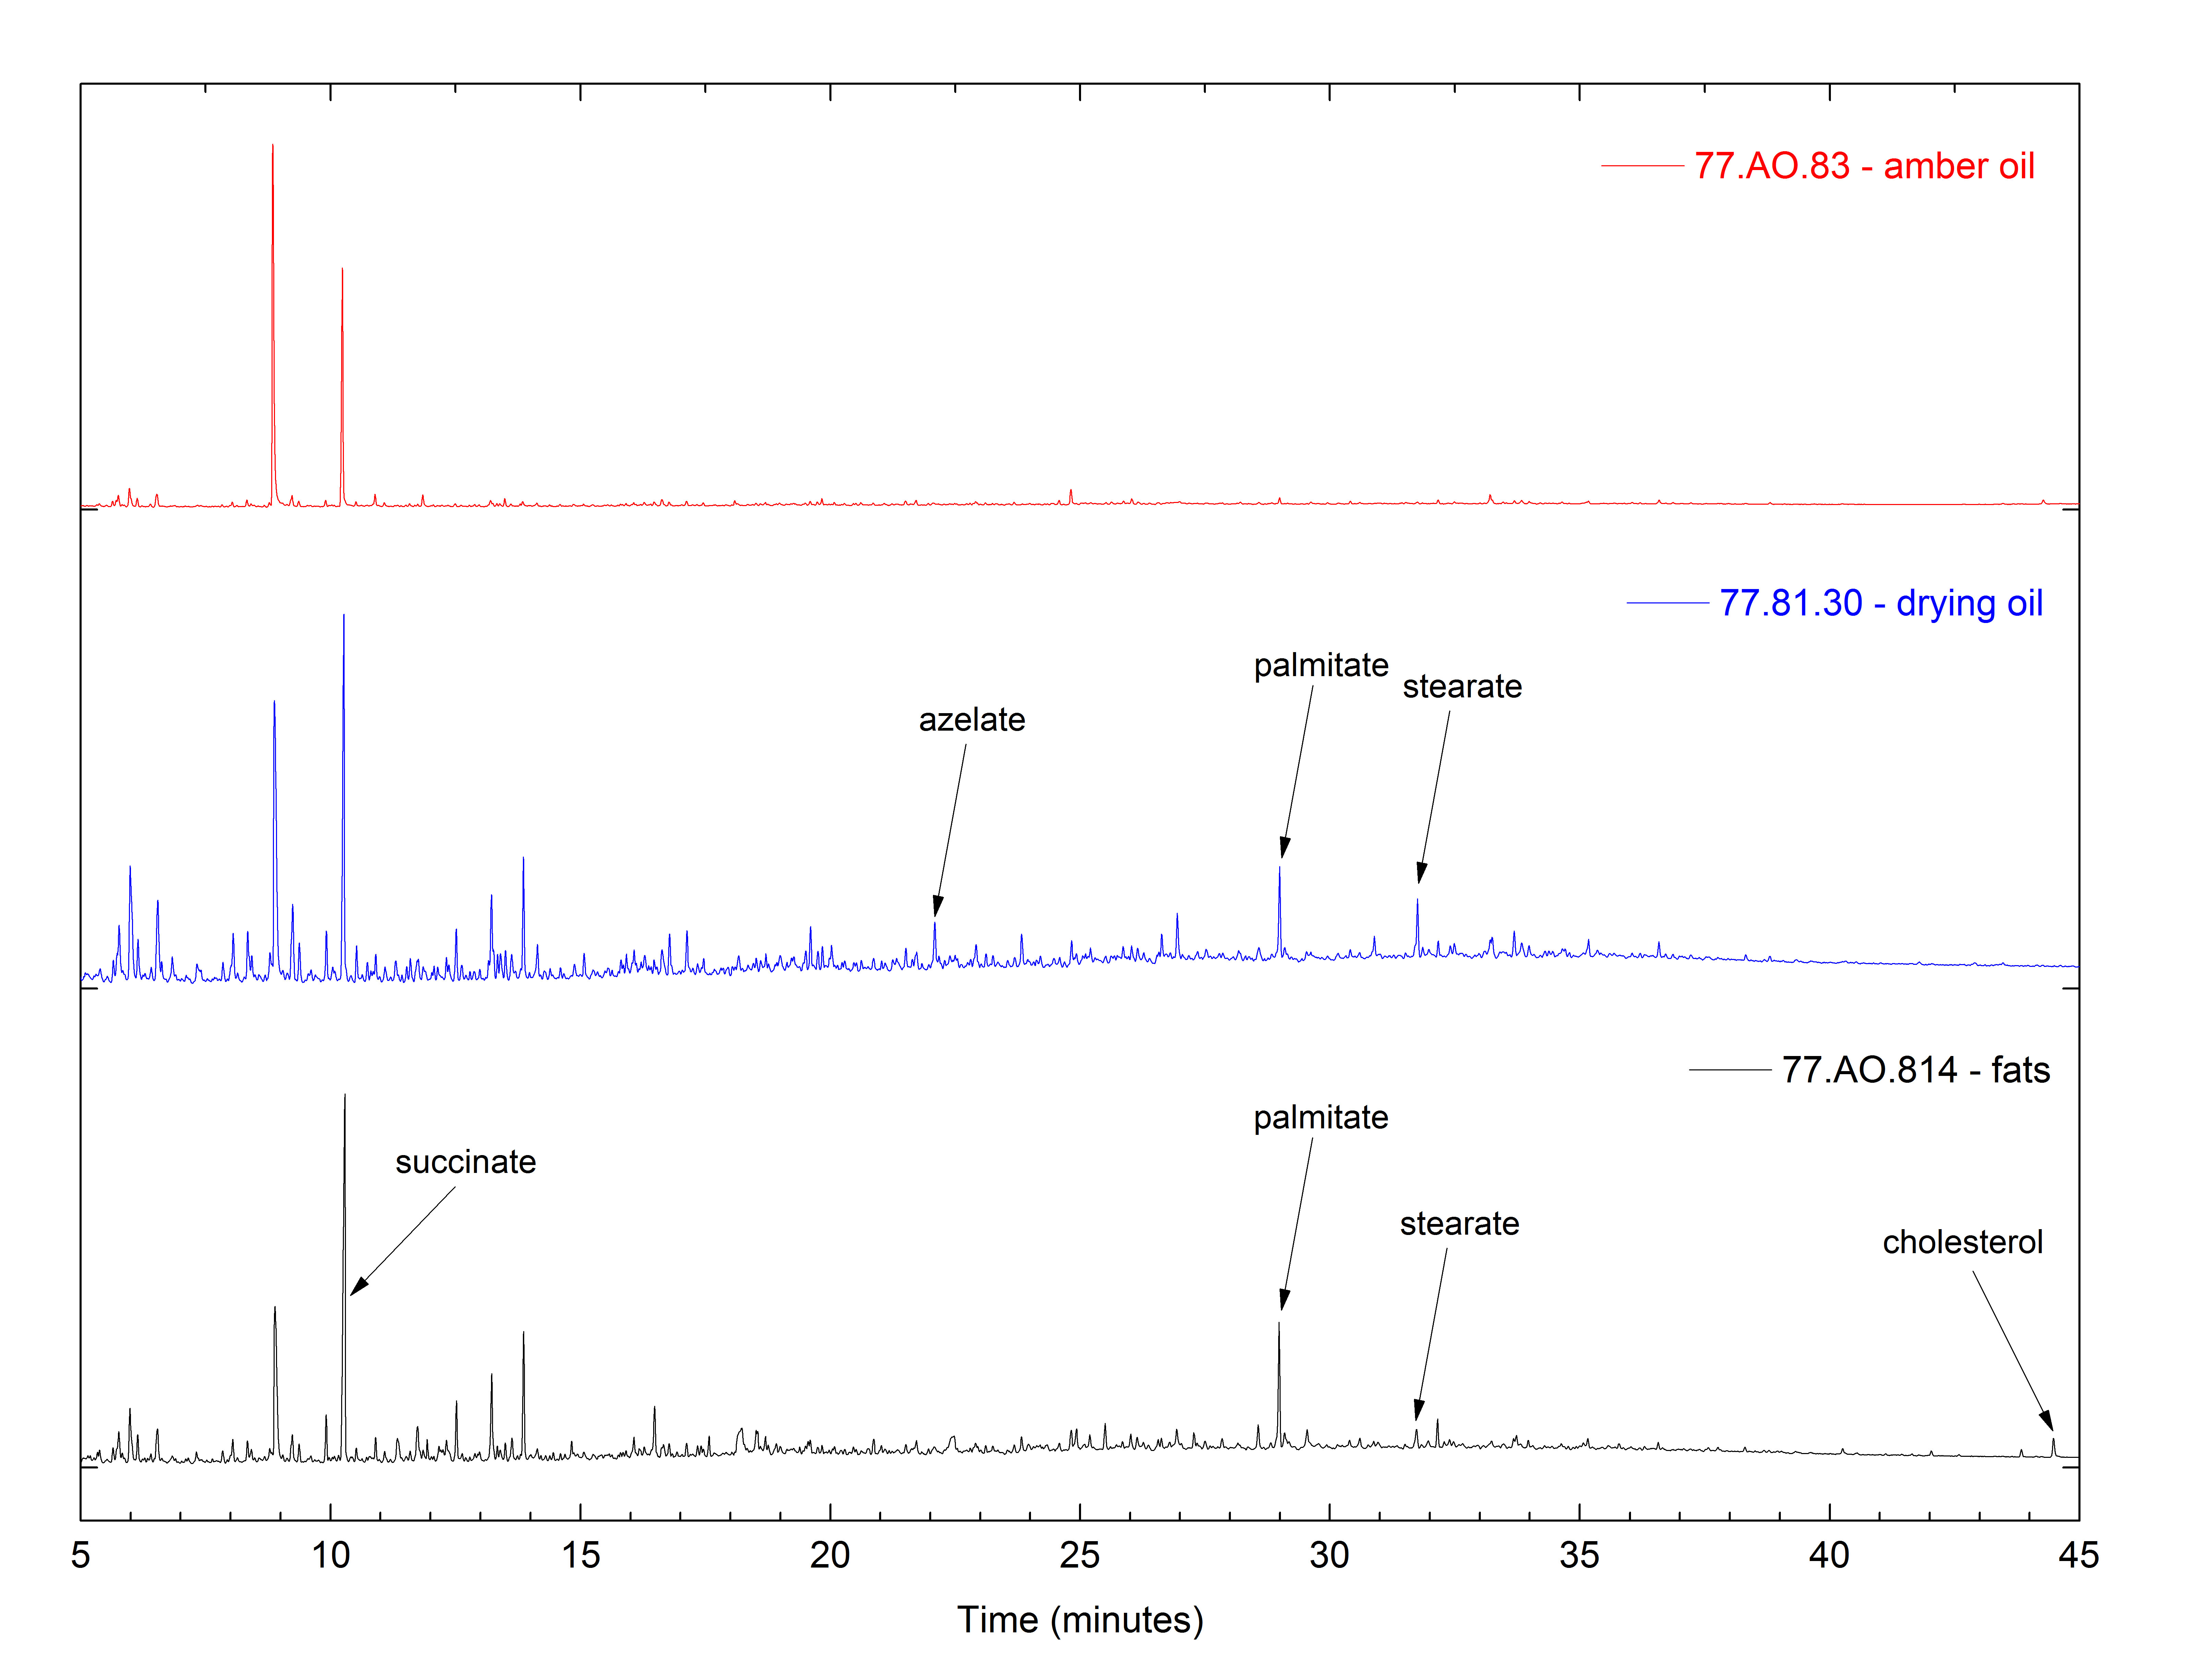 77.AO.83 - amber oil
77.81.30 - drying oil
palmitate
stearate
azelate
77.AO.814 - fats
palmitate
succinate
stearate
cholesterol
5 10 15 20 25 30 35 40 45
Time (minutes)